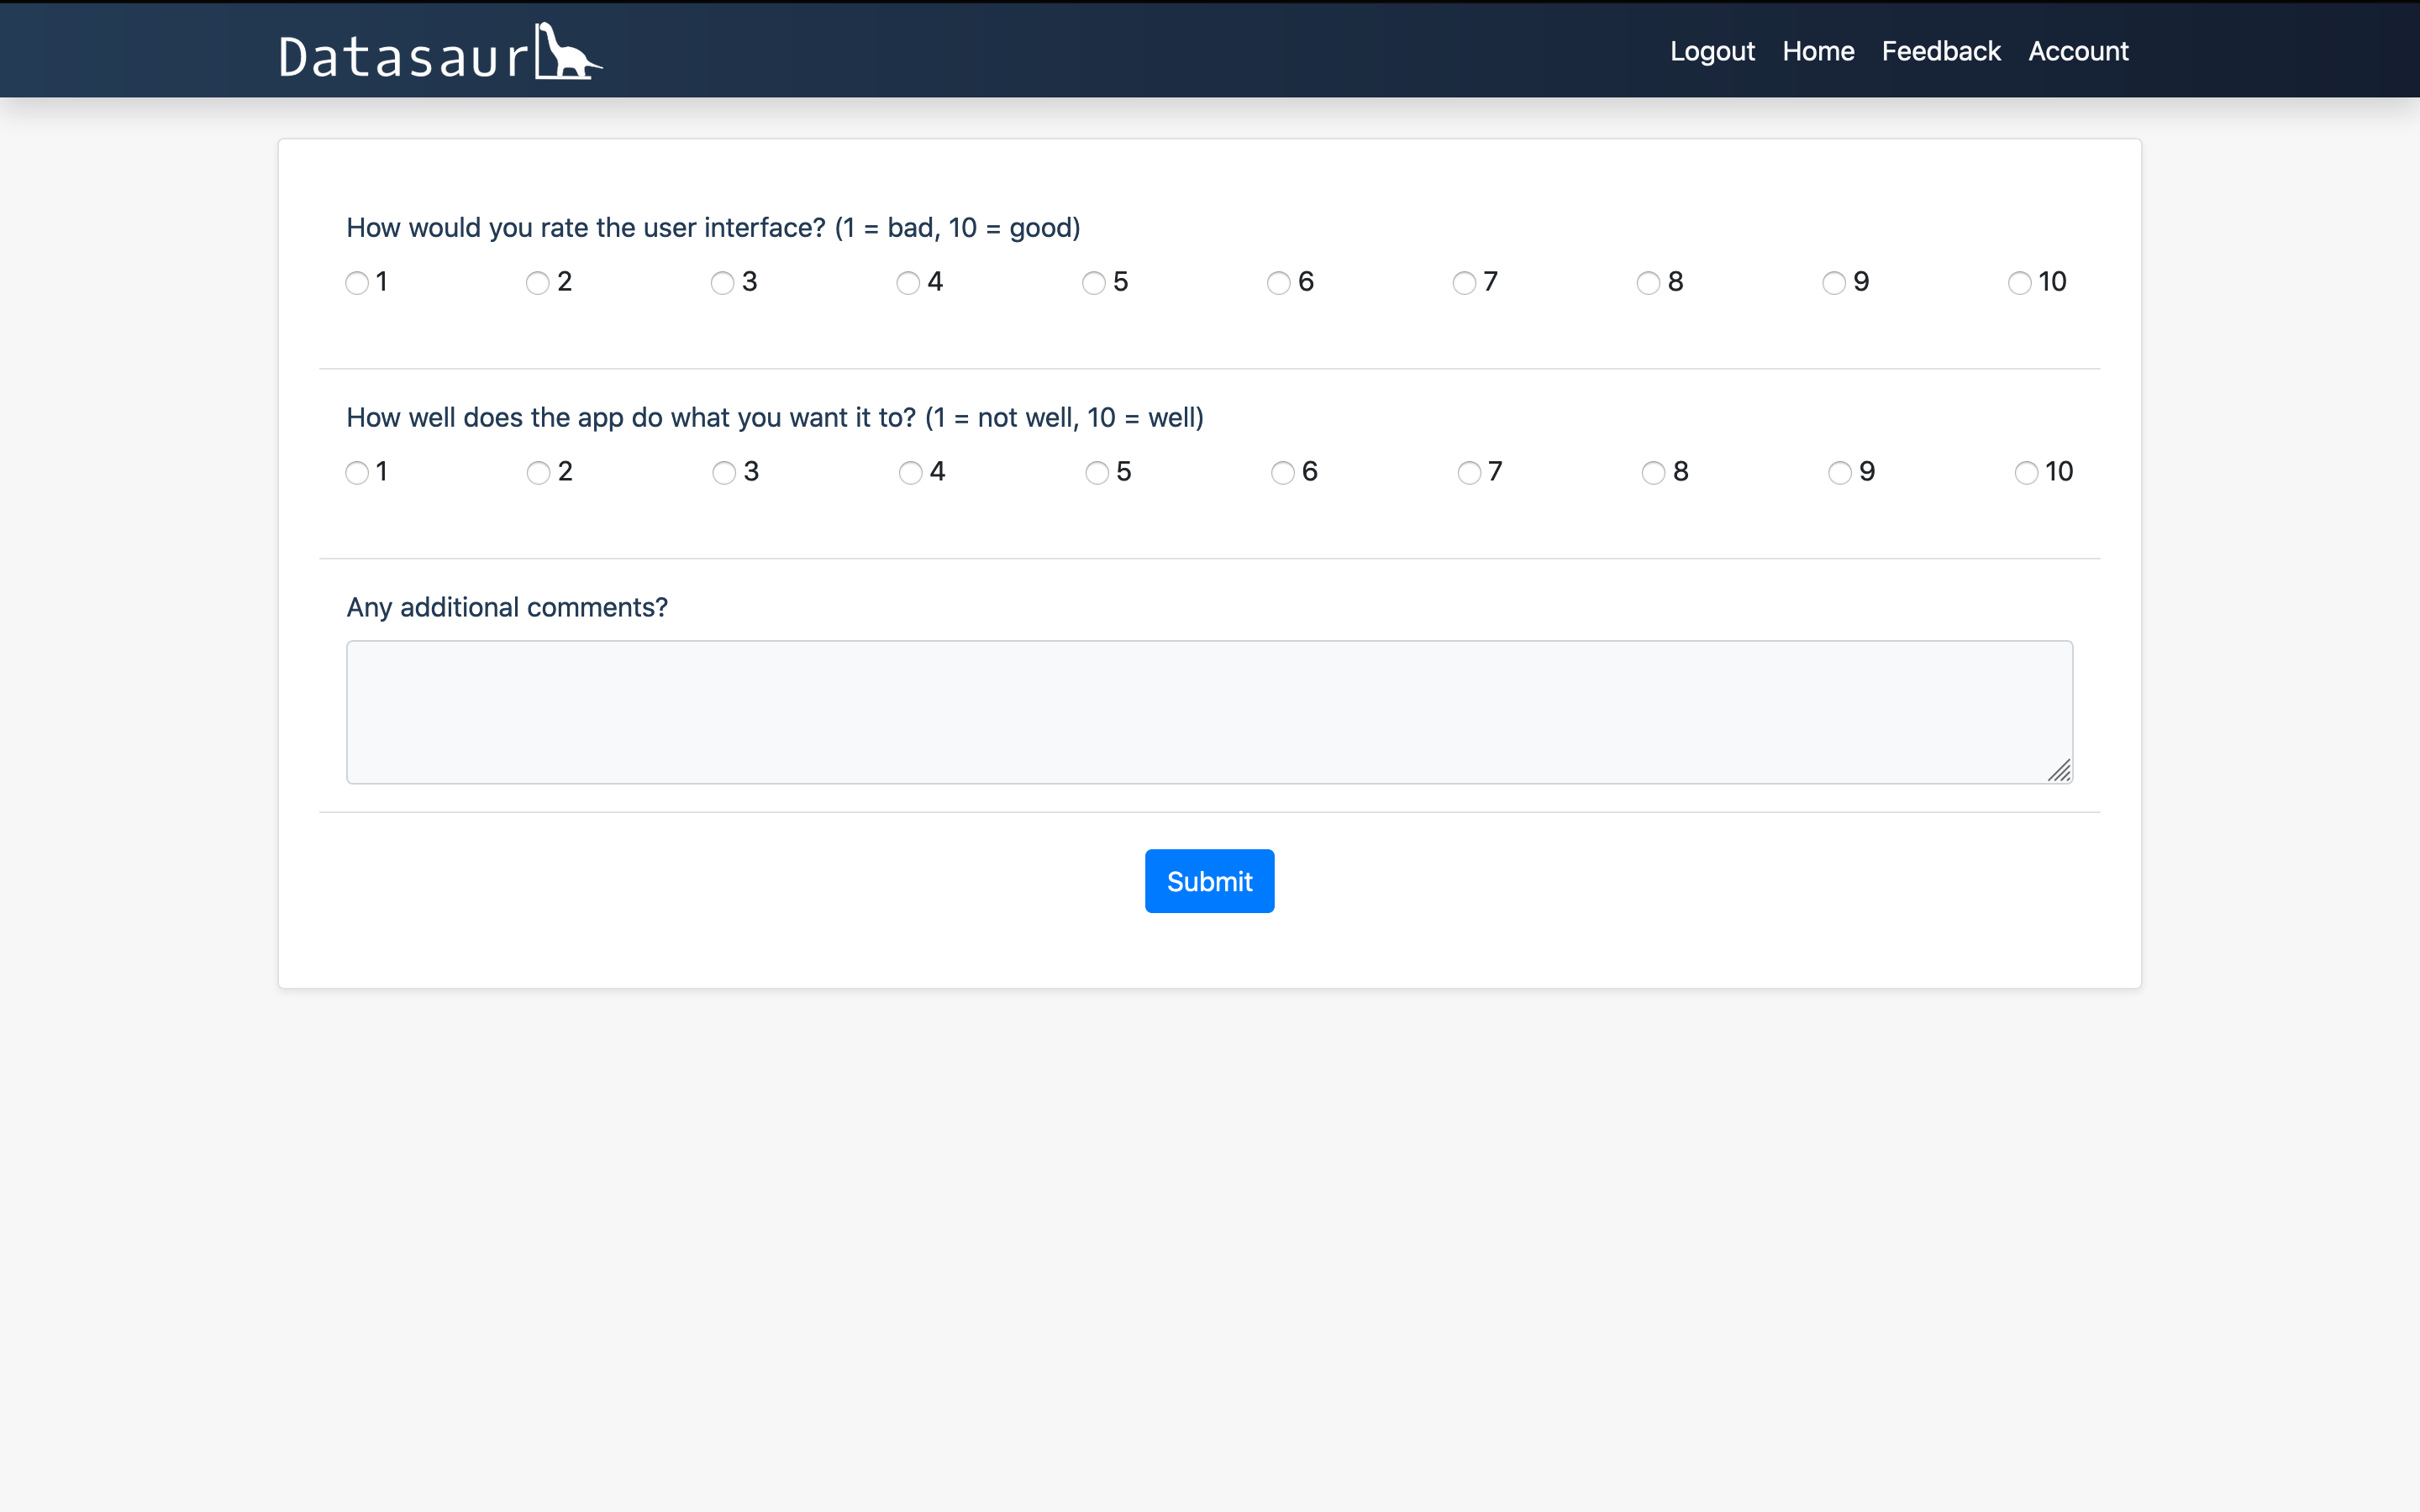 Datasaur
Logout Home Feedback Account
How would you rate the user interface? (1 = bad, 10 = good)
1 2 3 4 5 6 7 8 9 10
How well does the app do what you want it to? (1 = not well, 10 = well)
1 2 3 4 5 6 7 8 9 10
Any additional comments?
Submit